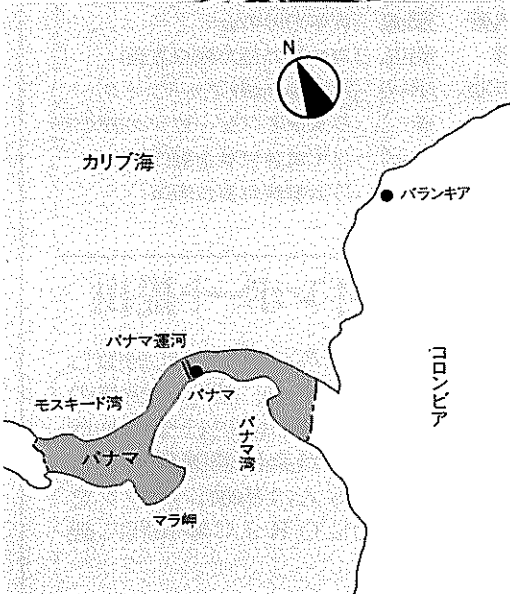 N
カリブ海
バランキア
パナマ運河
コロンビア
モスキード湾
パナマ
パナマ湾
パナマ
マラ岬